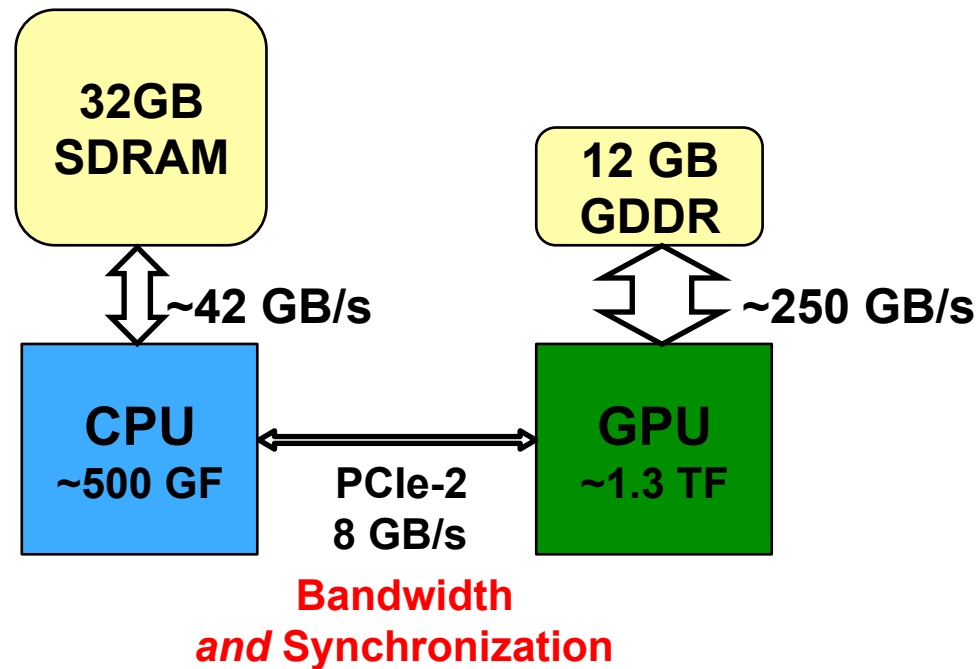 32GB
SDRAM
12 GB
GDDR
~42 GB/s
~250 GB/s
CPU
~500 GF
PCIe-2
8 GB/s
GPU
~1.3 TF
Bandwidth
and Synchronization